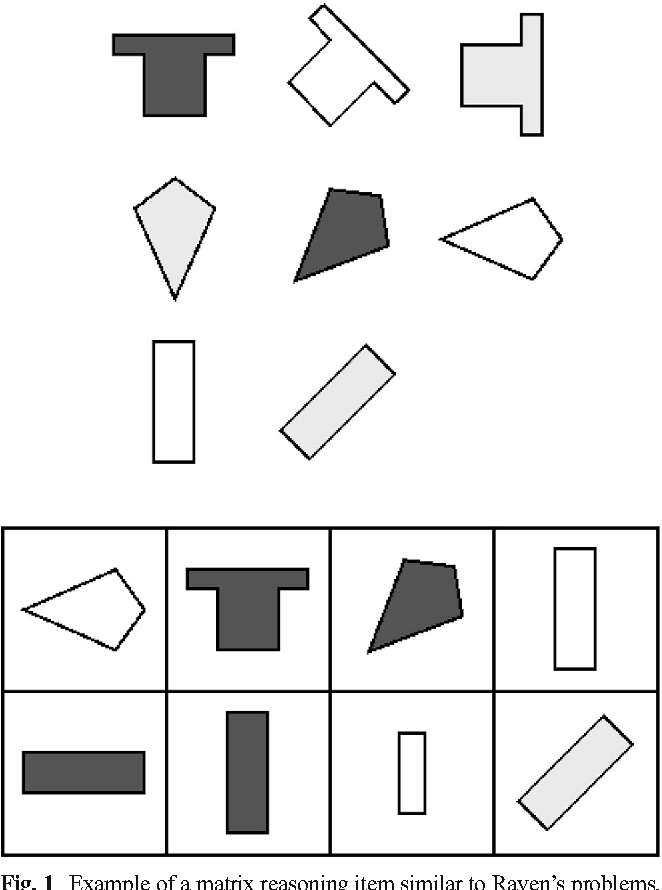 Fig. 1 Example of a matrix reasoning item similar to Raven's problems.